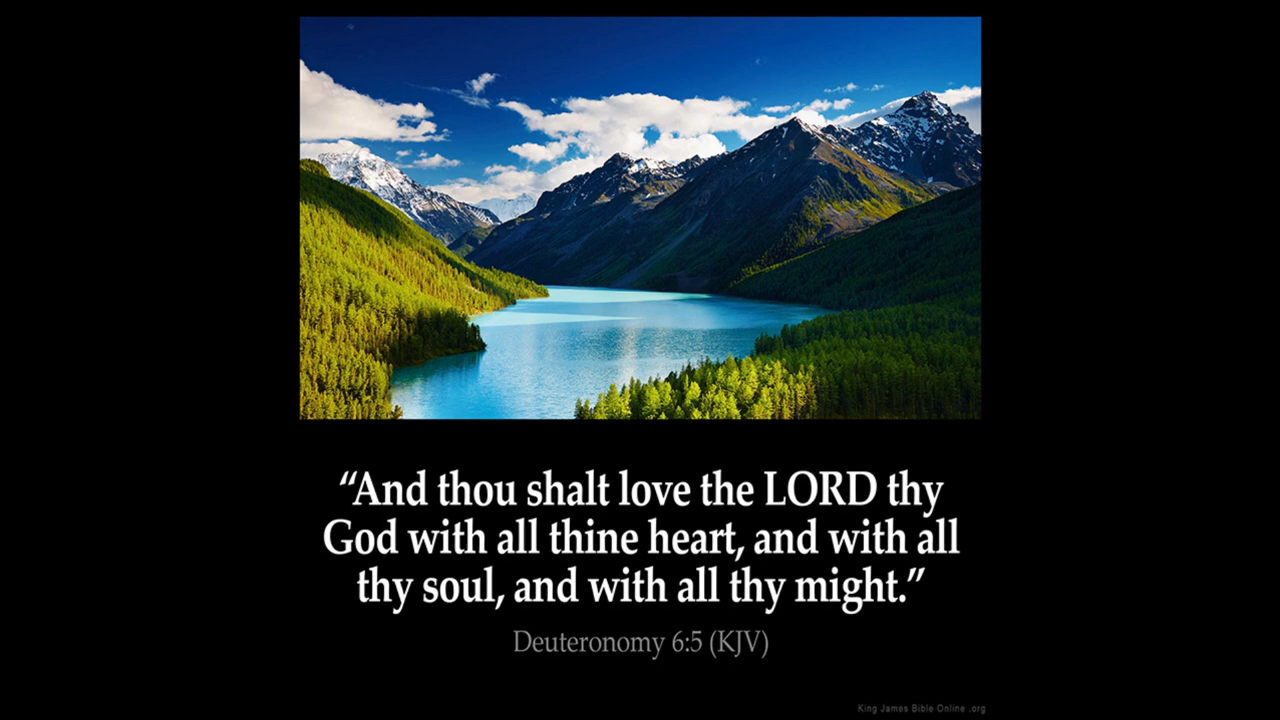 “And thou shalt love the LORD thy
God with all thine heart, and with all
thy soul, and with all thy might.”
Deuteronomy 6:5 (KJV)
King James Bible Online .org